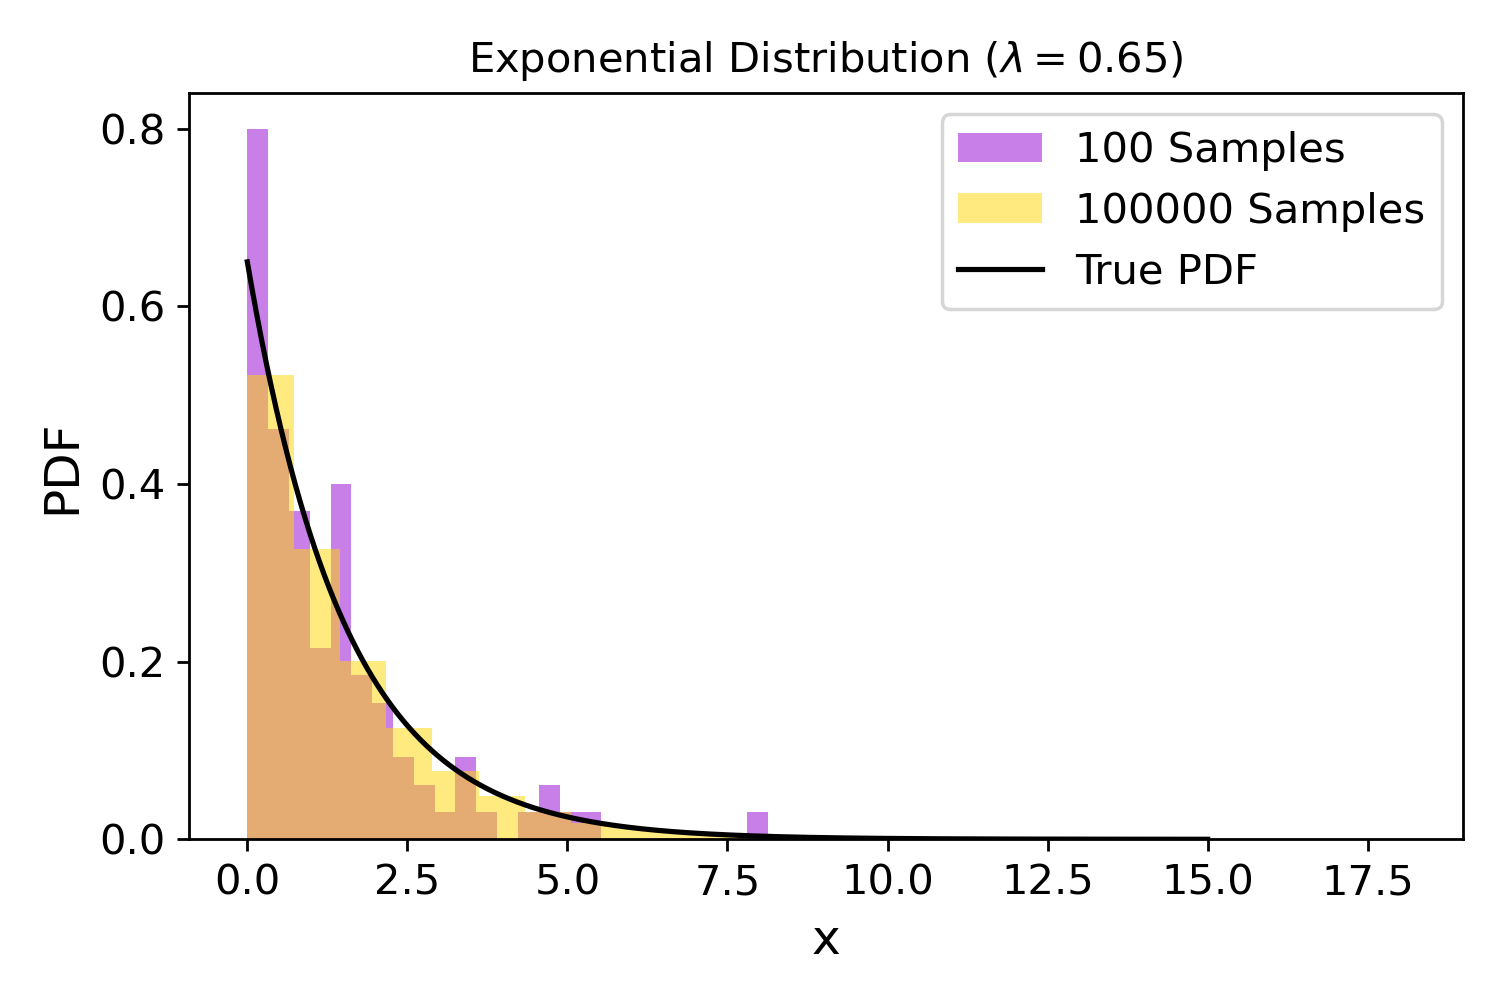 Exponential Distribution (λ = 0.65)
100 Samples
100000 Samples
True PDF
PDF
0.8
0.6
0.4
0.2
0.0
0.0 2.5 5.0 7.5 10.0 12.5 15.0 17.5
x